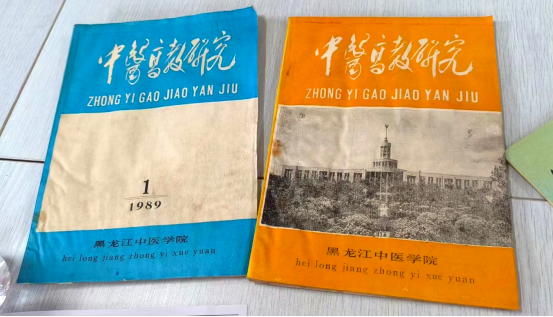 中醫高教研究
ZHONG YI GAO JIAO YAN JIU
1
1989
黑龙江中医学院
hei long jiang zhong yi xue yuan
中醫高教研究
ZHONG YI GAO JIAO YAN JIU
黑龙江中医学院
hei long jiang zhong yi xue yuan